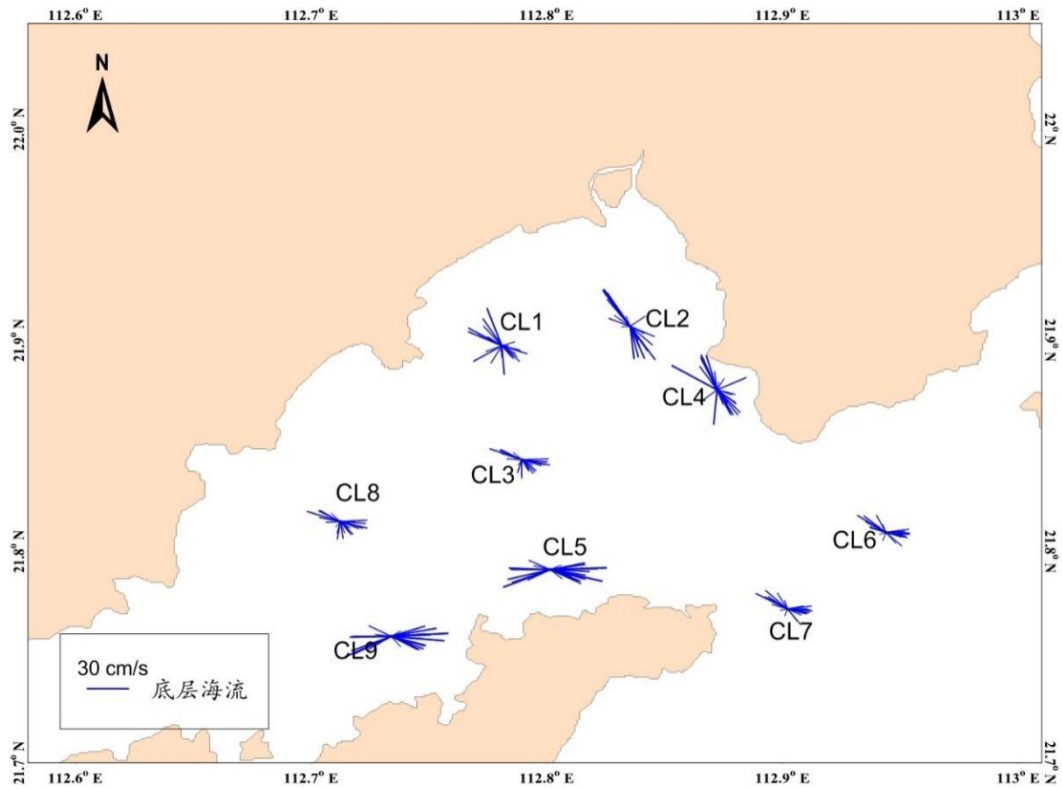 112.6° E 112.7° E 112.8° E 112.9° E 113° E
N
22.0° N 22° N
CL1 CL2
21.9° N 21.9° N
CL4
CL3
CL8
CL6
CL5
21.8° N 21.8° N
CL7
CL9
30 cm/s
底层海流
21.7° N 21.7° N
112.6° E 112.7° E 112.8° E 112.9° E 113° E